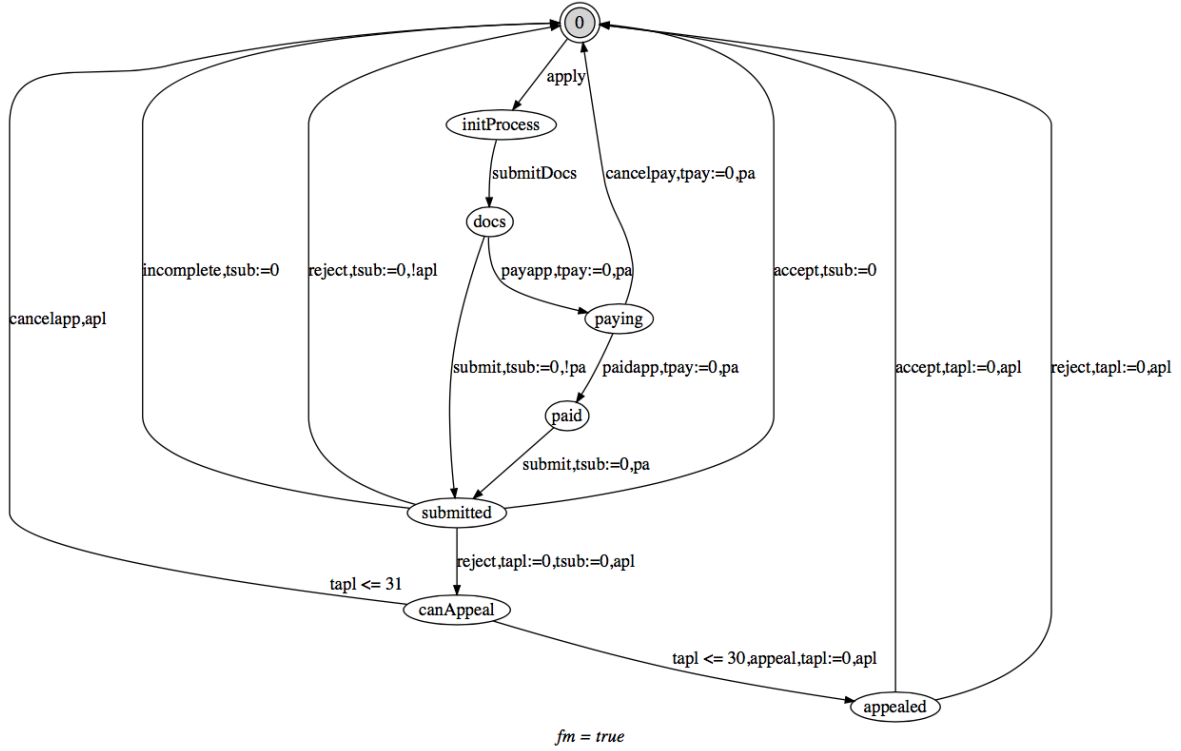 0
apply
initProcess
submitDocs
cancelpay,tpay:=0,pa
docs
incomplete,tsub:=0
reject,tsub:=0,!apl
payapp,tpay:=0,pa
accept,tsub:=0
cancelapp,apl
paying
submit,tsub:=0,!pa
paidapp,tpay:=0,pa
accept,tapl:=0,apl
reject,tapl:=0,apl
paid
submit,tsub:=0,pa
submitted
reject,tapl:=0,tsub:=0,apl
tapl <= 31
canAppeal
tapl <= 30,appeal,tapl:=0,apl
appealed
fm = true